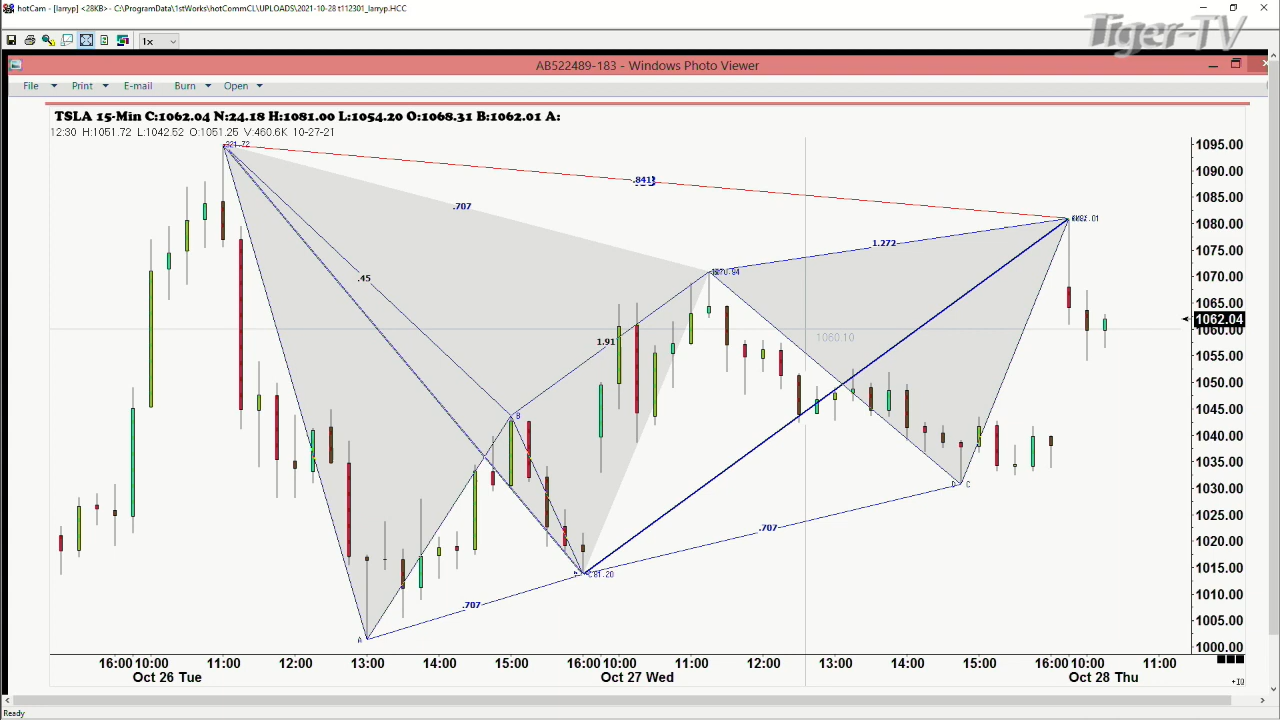 hotCam - [larryp] <28KB> - C:\ProgramData\1stWorks\hotCommCL\UPLOADS\2021-10-28 t112301_larryp.HCC
1x
Tiger-TV
AB522489-183 - Windows Photo Viewer
File Print E-mail Burn Open
TSLA 15-Min C:1062.04 N:24.18 H:1081.00 L:1054.20 O:1068.31 B:1062.01 A:
12:30 H:1051.72 L:1042.52 O:1051.25 V:460.6K 10-27-21
1095.00
1090.00
.707
1085.00
1080.00
1.272
1075.00
1070.00
.45
1065.00
1062.04
1060.00
1060.10
1.91
1055.00
1050.00
1045.00
B
1040.00
1035.00
1030.00
C
1025.00
.707
1020.00
1015.00
1010.00
.707
1005.00
A
1000.00
16:00 10:00 11:00 12:00 13:00 14:00 15:00 16:00 10:00 11:00 12:00 13:00 14:00 15:00 16:00 10:00 11:00
Oct 26 Tue Oct 27 Wed Oct 28 Thu
+IQ
Ready